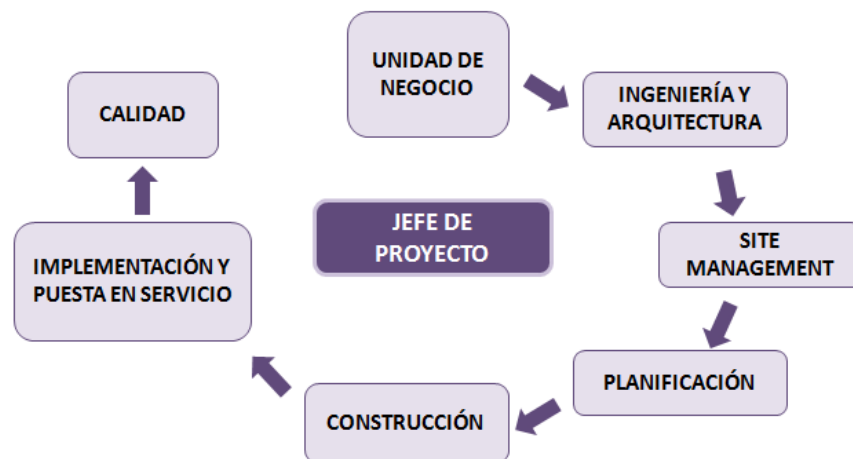 UNIDAD DE
NEGOCIO
INGENIERÍA Y
ARQUITECTURA
SITE
MANAGEMENT
PLANIFICACIÓN
CONSTRUCCIÓN
IMPLEMENTACIÓN Y
PUESTA EN SERVICIO
CALIDAD
JEFE DE
PROYECTO